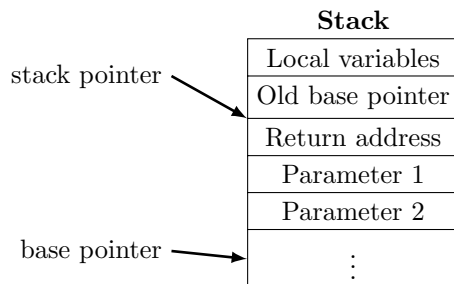 Stack
Local variables
stack pointer
Old base pointer
Return address
Parameter 1
Parameter 2
base pointer
⋮